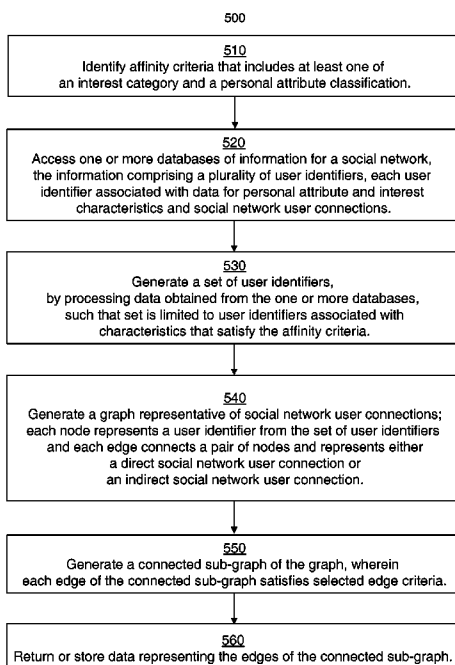 500
510
Identify affinity criteria that includes at least one of
an interest category and a personal attribute classification.
520
Access one or more databases of information for a social network,
the information comprising a plurality of user identifiers, each user
identifier associated with data for personal attribute and interest
characteristics and social network user connections.
530
Generate a set of user identifiers,
by processing data obtained from the one or more databases,
such that set is limited to user identifiers associated with
characteristics that satisfy the affinity criteria.
540
Generate a graph representative of social network user connections;
each node represents a user identifier from the set of user identifiers
and each edge connects a pair of nodes and represents either
a direct social network user connection or
an indirect social network user connection.
550
Generate a connected sub-graph of the graph, wherein
each edge of the connected sub-graph satisfies selected edge criteria.
560
Return or store data representing the edges of the connected sub-graph.